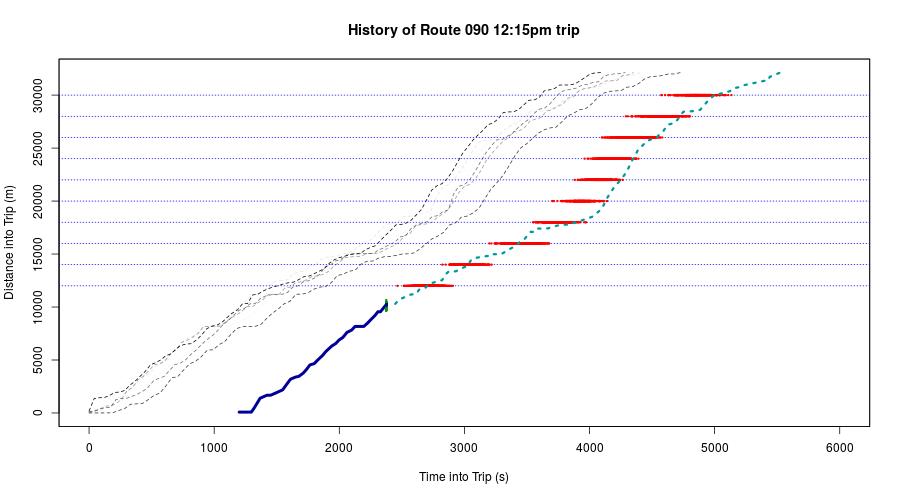 History of Route 090 12:15pm trip
Distance into Trip (m)
30000
25000
20000
15000
10000
5000
0
0 1000 2000 3000 4000 5000 6000
Time into Trip (s)